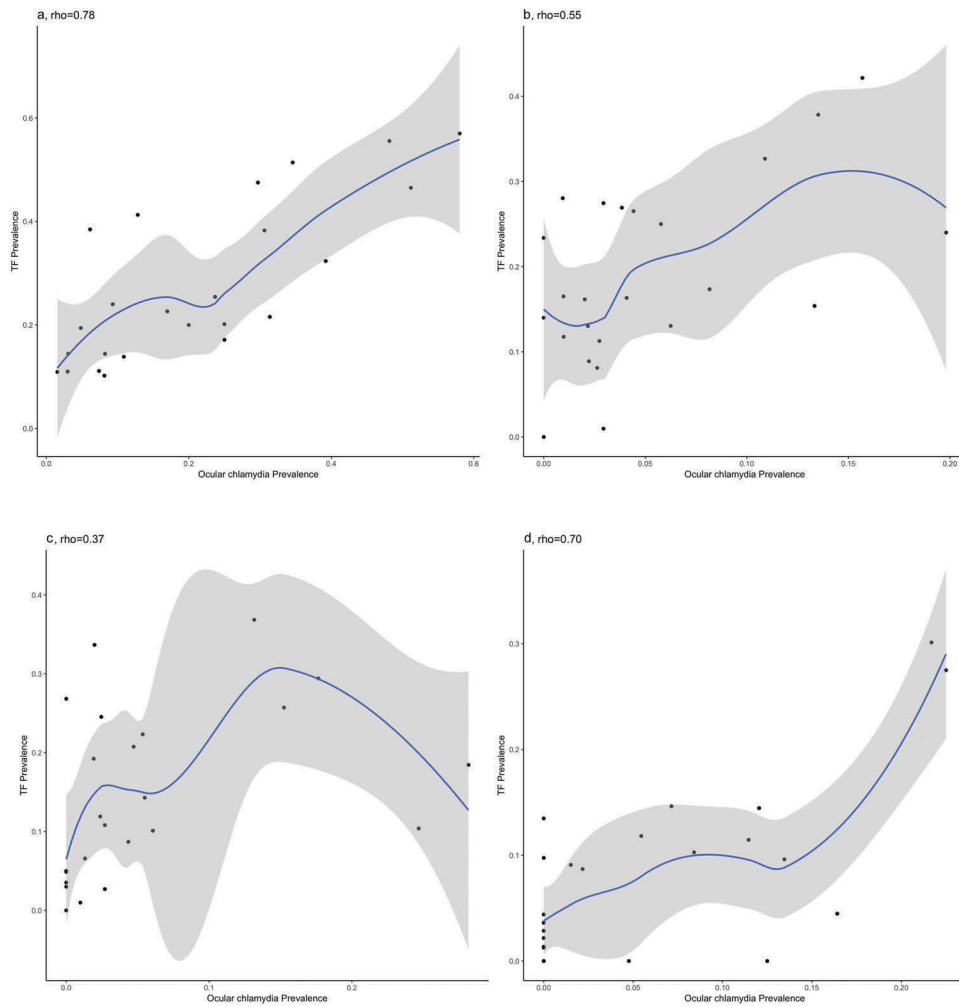 a, rho=0.78
TF Prevalence
0.6
0.4
0.2
0.0
0.0 0.2 0.4 0.6
Ocular chlamydia Prevalence
b, rho=0.55
TF Prevalence
0.4
0.3
0.2
0.1
0.0
0.00 0.05 0.10 0.15 0.20
Ocular chlamydia Prevalence
c, rho=0.37
TF Prevalence
0.4
0.3
0.2
0.1
0.0
0.0 0.1 0.2
Ocular chlamydia Prevalence
d, rho=0.70
TF Prevalence
0.3
0.2
0.1
0.0
0.00 0.05 0.10 0.15 0.20
Ocular chlamydia Prevalence